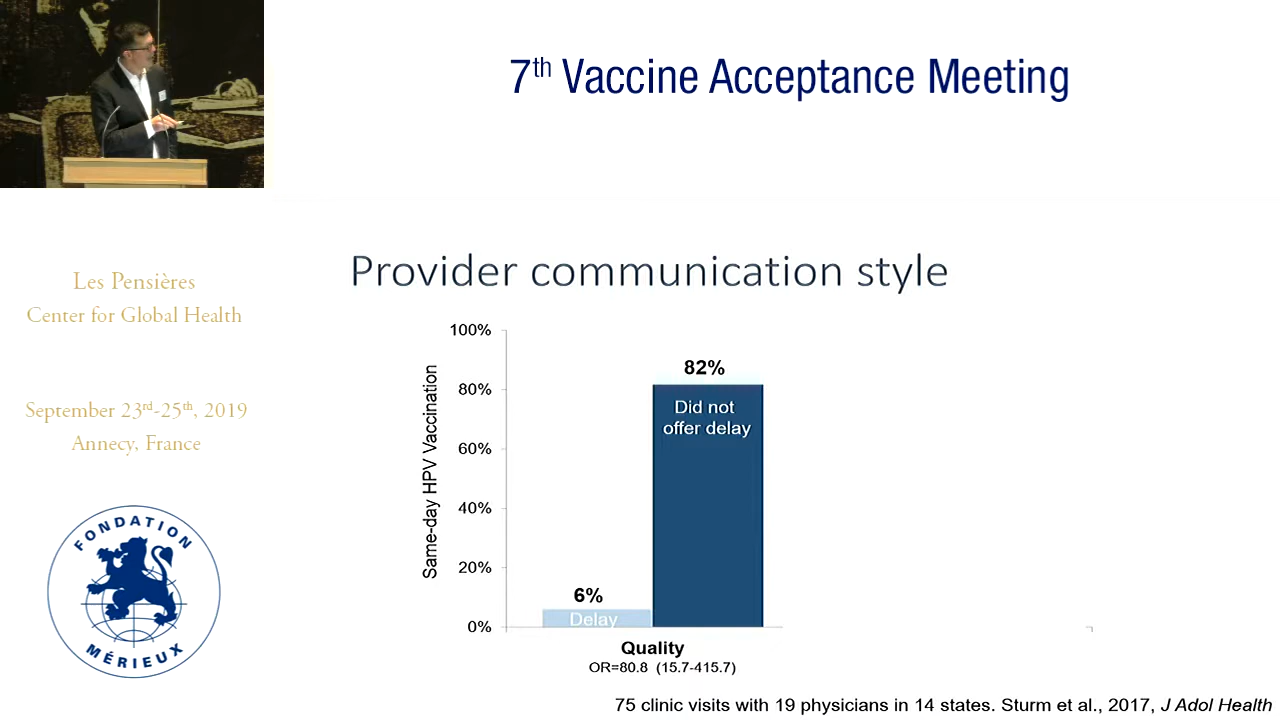 7th Vaccine Acceptance Meeting
Les Pensières
Center for Global Health
September 23rd-25th, 2019
Annecy, France
FONDATION
MÉRIEUX
Provider communication style
100%
80%
60%
40%
20%
0%
Same-day HPV Vaccination
82%
Did not
offer delay
6%
Delay
Quality
OR=80.8 (15.7-415.7)
75 clinic visits with 19 physicians in 14 states. Sturm et al., 2017, J Adol Health